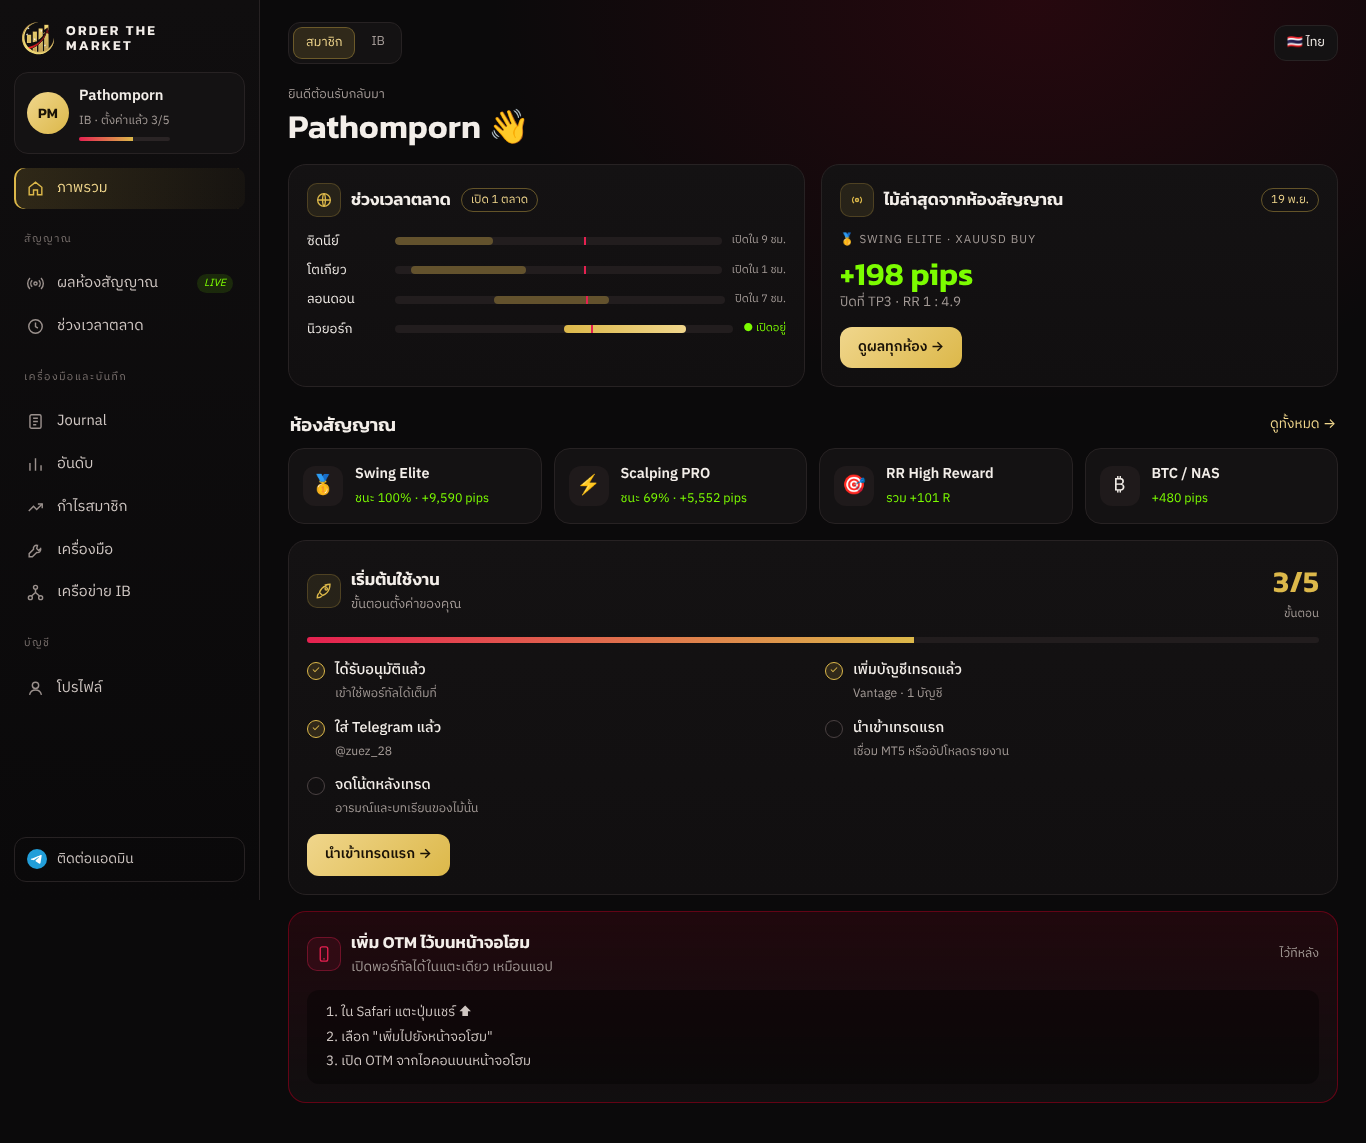 ORDER THE
MARKET
PM
Pathomporn
IB · ตั้งค่าแล้ว 3/5
ภาพรวม
สัญญาณ
ผลห้องสัญญาณ
LIVE
ช่วงเวลาตลาด
เครื่องมือและบันทึก
Journal
อันดับ
กำไรสมาชิก
เครื่องมือ
เครือข่าย IB
บัญชี
โปรไฟล์
ติดต่อแอดมิน
สมาชิก
IB
ไทย
ยินดีต้อนรับกลับมา
Pathomporn 👋
ช่วงเวลาตลาด
เปิด 1 ตลาด
ซิดนีย์
เปิดใน 9 ชม.
โตเกียว
เปิดใน 1 ชม.
ลอนดอน
ปิดใน 7 ชม.
นิวยอร์ก
เปิดอยู่
ไม้ล่าสุดจากห้องสัญญาณ
19 พ.ย.
🥇 SWING ELITE · XAUUSD BUY
+198 pips
ปิดที่ TP3 · RR 1 : 4.9
ดูผลทุกห้อง →
ห้องสัญญาณ
ดูทั้งหมด →
Swing Elite
ชนะ 100% · +9,590 pips
Scalping PRO
ชนะ 69% · +5,552 pips
RR High Reward
รวม +101 R
₿
BTC / NAS
+480 pips
เริ่มต้นใช้งาน
ขั้นตอนตั้งค่าของคุณ
3/5
ขั้นตอน
ได้รับอนุมัติแล้ว
เข้าใช้พอร์ทัลได้เต็มที่
เพิ่มบัญชีเทรดแล้ว
Vantage · 1 บัญชี
ใส่ Telegram แล้ว
@zuez_28
นำเข้าเทรดแรก
เชื่อม MT5 หรืออัปโหลดรายงาน
จดโน้ตหลังเทรด
อารมณ์และบทเรียนของไม้นั้น
นำเข้าเทรดแรก →
เพิ่ม OTM ไว้บนหน้าจอโฮม
เปิดพอร์ทัลได้ในแตะเดียว เหมือนแอป
ไว้ทีหลัง
1. ใน Safari แตะปุ่มแชร์ ⬆
2. เลือก "เพิ่มไปยังหน้าจอโฮม"
3. เปิด OTM จากไอคอนบนหน้าจอโฮม